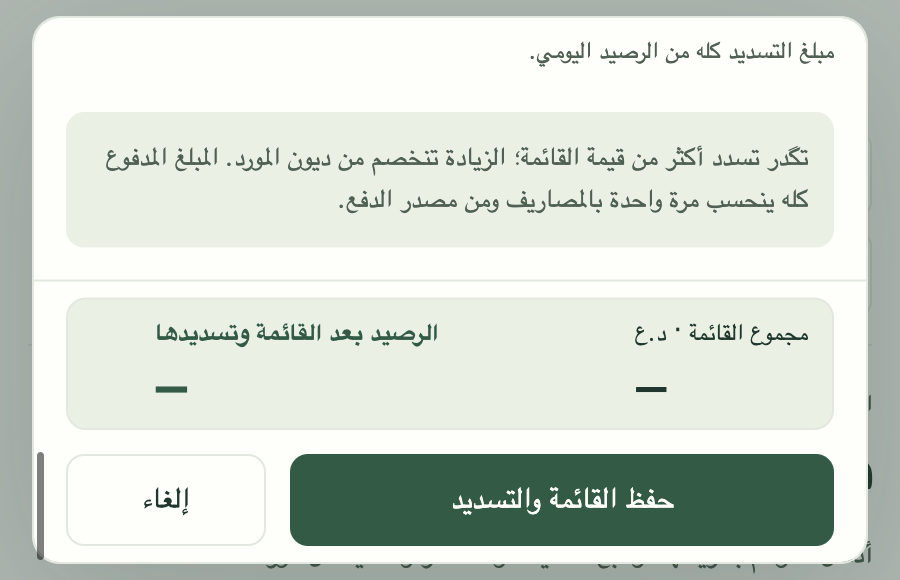 مبلغ التسديد كله من الرصيد اليومي.
تگدر تسدد أكثر من قيمة القائمة؛ الزيادة تنخصم من ديون المورد. المبلغ المدفوع
كله ينحسب مرة واحدة بالمصاريف ومن مصدر الدفع.
مجموع القائمة · د.ع
—
الرصيد بعد القائمة وتسديدها
—
حفظ القائمة والتسديد
إلغاء